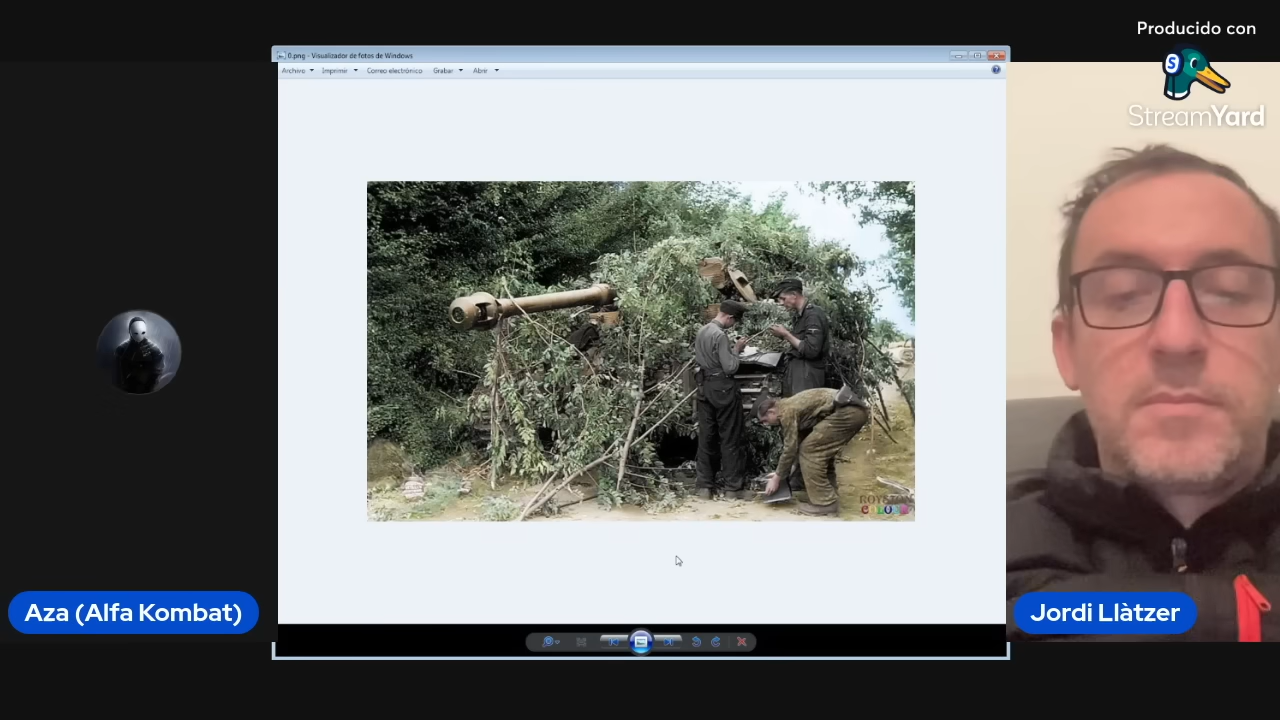 Producido con
StreamYard
0.png - Visualizador de fotos de Windows
Archivo Imprimir Correo electrónico Grabar Abrir
Aza (Alfa Kombat)
Jordi Llàtzer